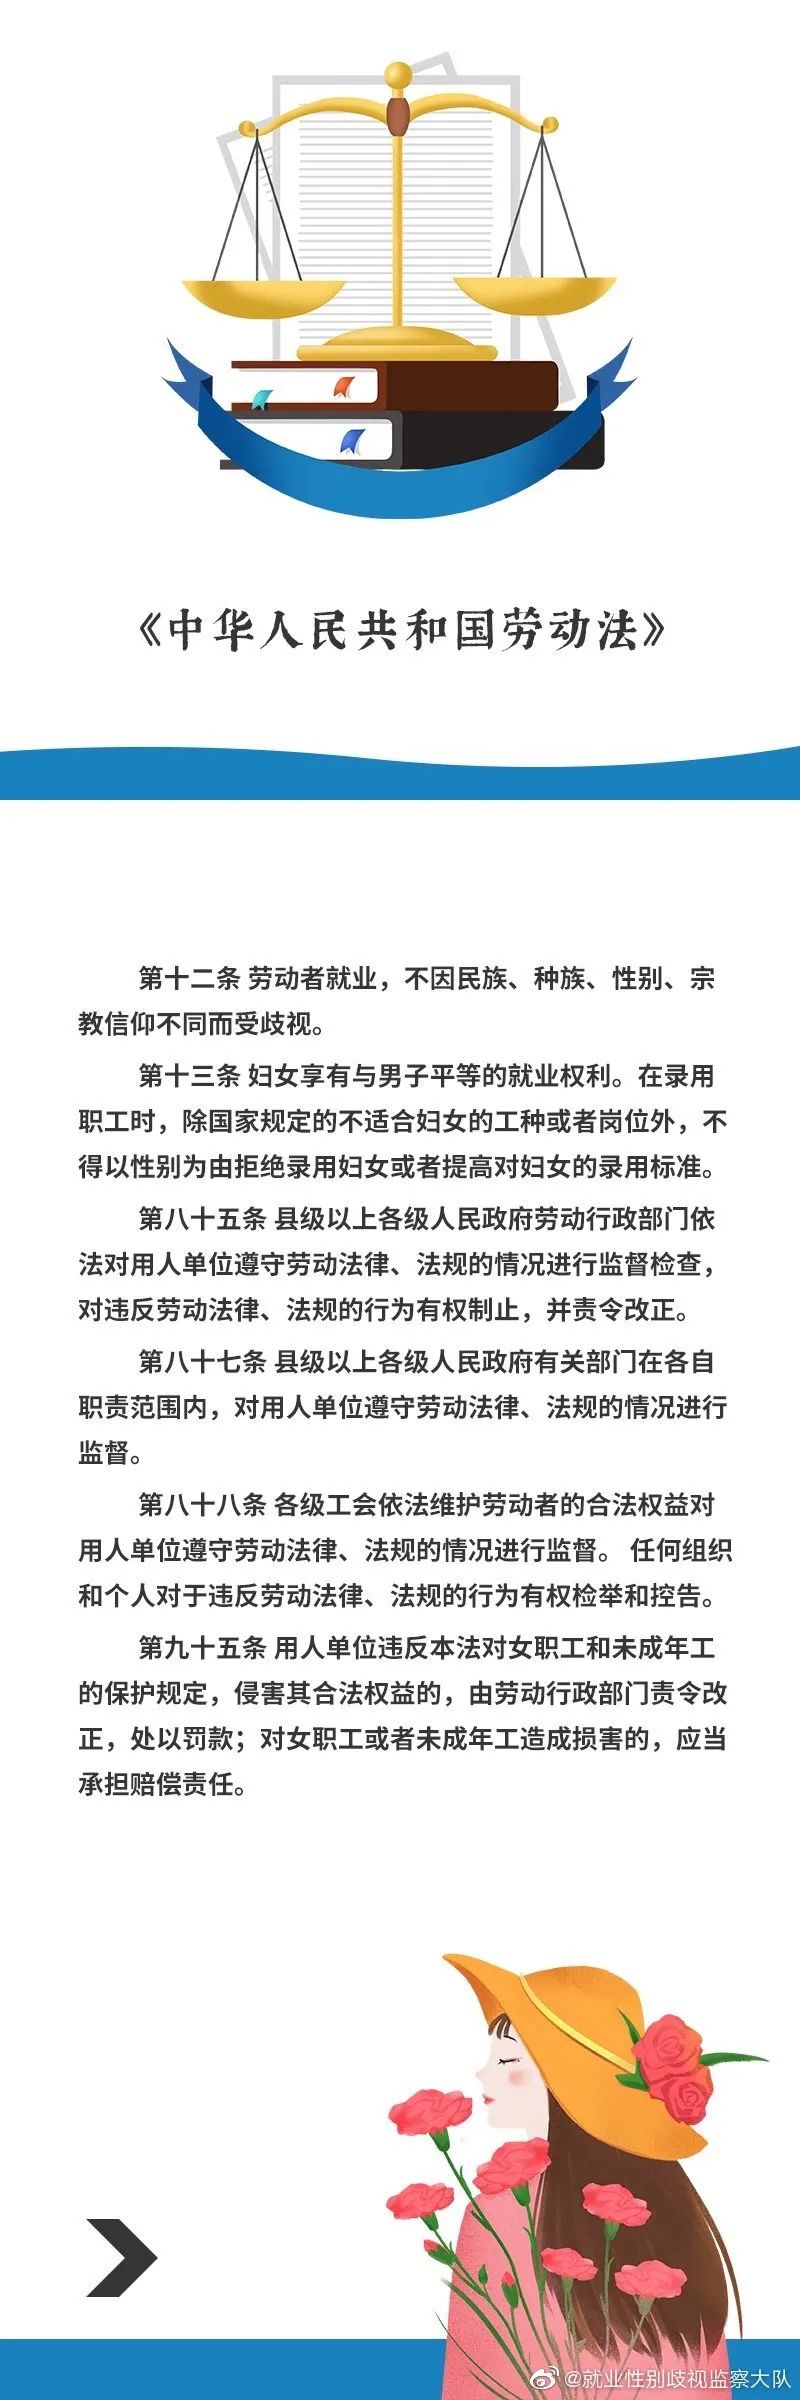 《中华人民共和国劳动法》
第十二条 劳动者就业，不因民族、种族、性别、宗
教信仰不同而受歧视。
第十三条 妇女享有与男子平等的就业权利。在录用
职工时，除国家规定的不适合妇女的工种或者岗位外，不
得以性别为由拒绝录用妇女或者提高对妇女的录用标准。
第八十五条 县级以上各级人民政府劳动行政部门依
法对用人单位遵守劳动法律、法规的情况进行监督检查，
对违反劳动法律、法规的行为有权制止，并责令改正。
第八十七条 县级以上各级人民政府有关部门在各自
职责范围内，对用人单位遵守劳动法律、法规的情况进行
监督。
第八十八条 各级工会依法维护劳动者的合法权益对
用人单位遵守劳动法律、法规的情况进行监督。 任何组织
和个人对于违反劳动法律、法规的行为有权检举和控告。
第九十五条 用人单位违反本法对女职工和未成年工
的保护规定，侵害其合法权益的，由劳动行政部门责令改
正，处以罚款；对女职工或者未成年工造成损害的，应当
承担赔偿责任。
@就业性别歧视监察大队